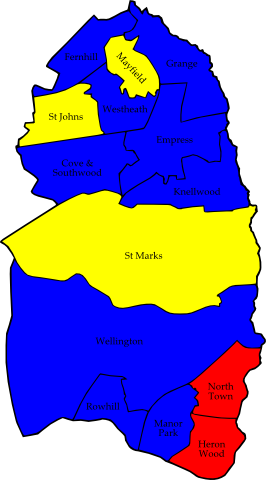 Fernhill
Mayfield
Grange
St Johns
Westheath
Empress
Cove &
Southwood
Knellwood
St Marks
Wellington
North
Town
Rowhill
Manor
Park
Heron
Wood